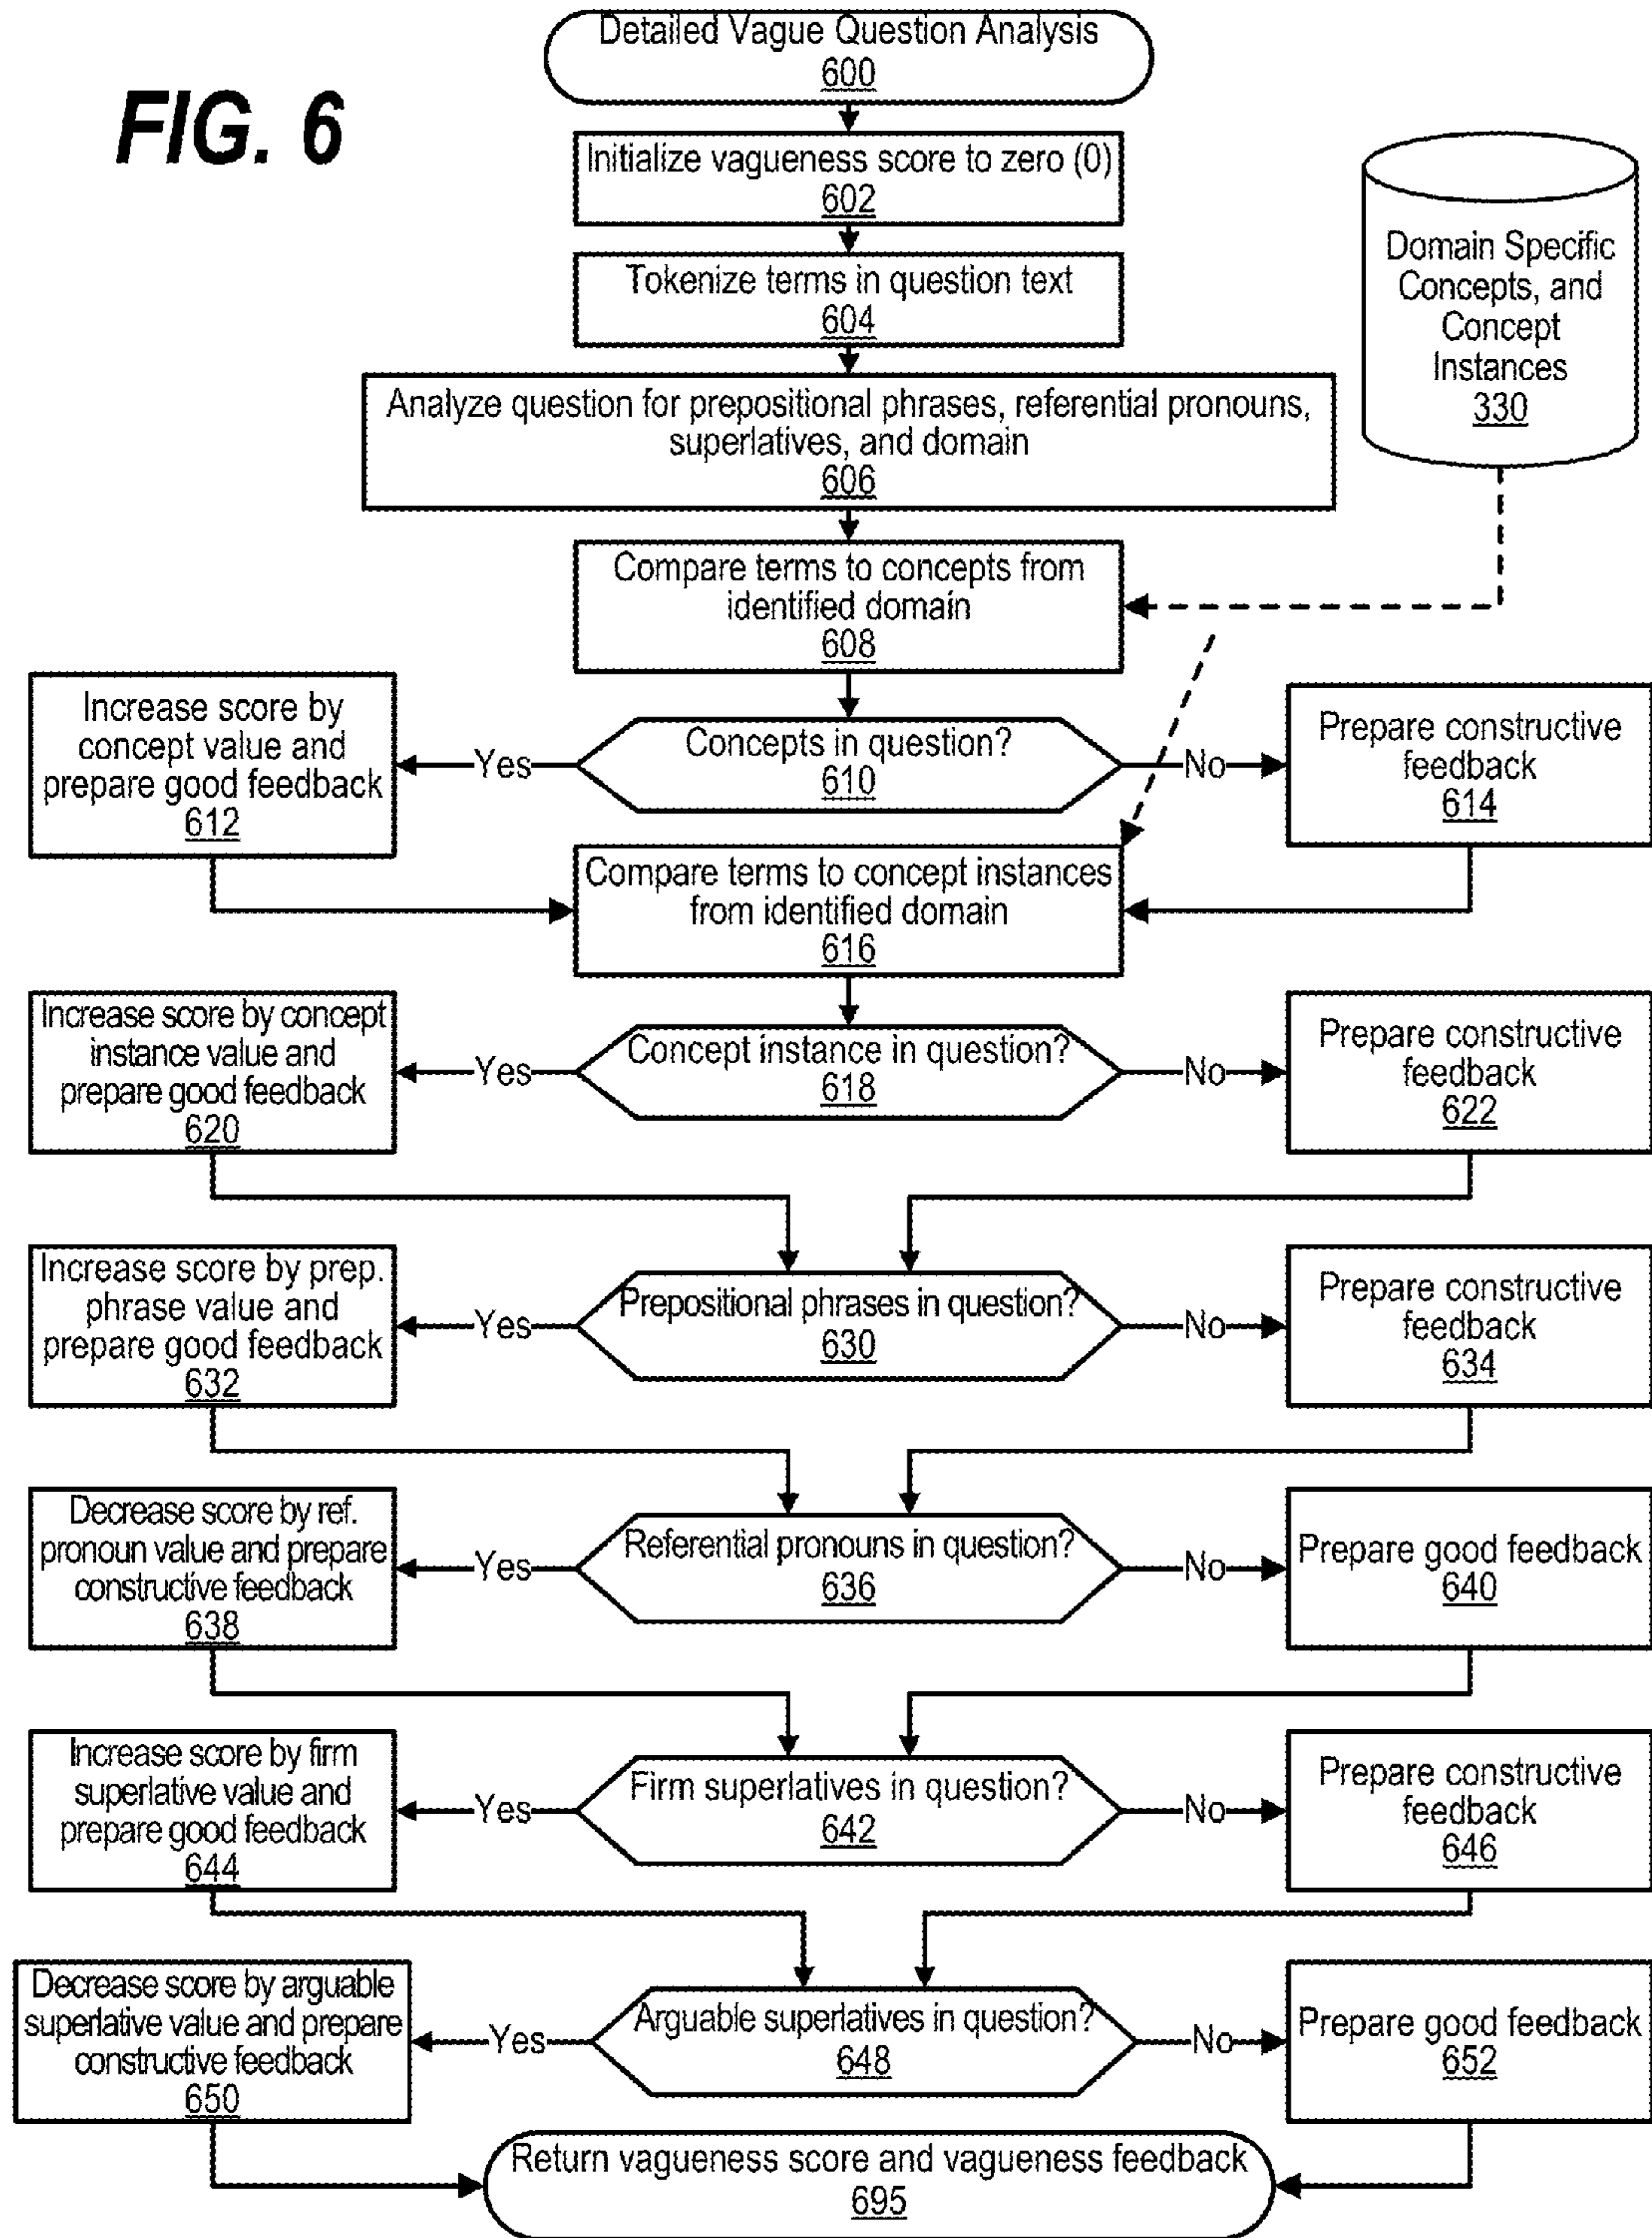 FIG. 6
Detailed Vague Question Analysis
600
Initialize vagueness score to zero (0)
602
Tokenize terms in question text
604
Analyze question for prepositional phrases, referential pronouns,
superlatives, and domain
606
Domain Specific
Concepts, and
Concept
Instances
330
Compare terms to concepts from
identified domain
608
Increase score by
concept value and
prepare good feedback
612
Yes
Concepts in question?
610
No
Prepare constructive
feedback
614
Compare terms to concept instances
from identified domain
616
Increase score by concept
instance value and
prepare good feedback
620
Yes
Concept instance in question?
618
No
Prepare constructive
feedback
622
Increase score by prep.
phrase value and
prepare good feedback
632
Yes
Prepositional phrases in question?
630
No
Prepare constructive
feedback
634
Decrease score by ref.
pronoun value and prepare
constructive feedback
638
Yes
Referential pronouns in question?
636
No
Prepare good feedback
640
Increase score by firm
superlative value and
prepare good feedback
644
Yes
Firm superlatives in question?
642
No
Prepare constructive
feedback
646
Decrease score by arguable
superlative value and prepare
constructive feedback
650
Yes
Arguable superlatives in question?
648
No
Prepare good feedback
652
Return vagueness score and vagueness feedback
695